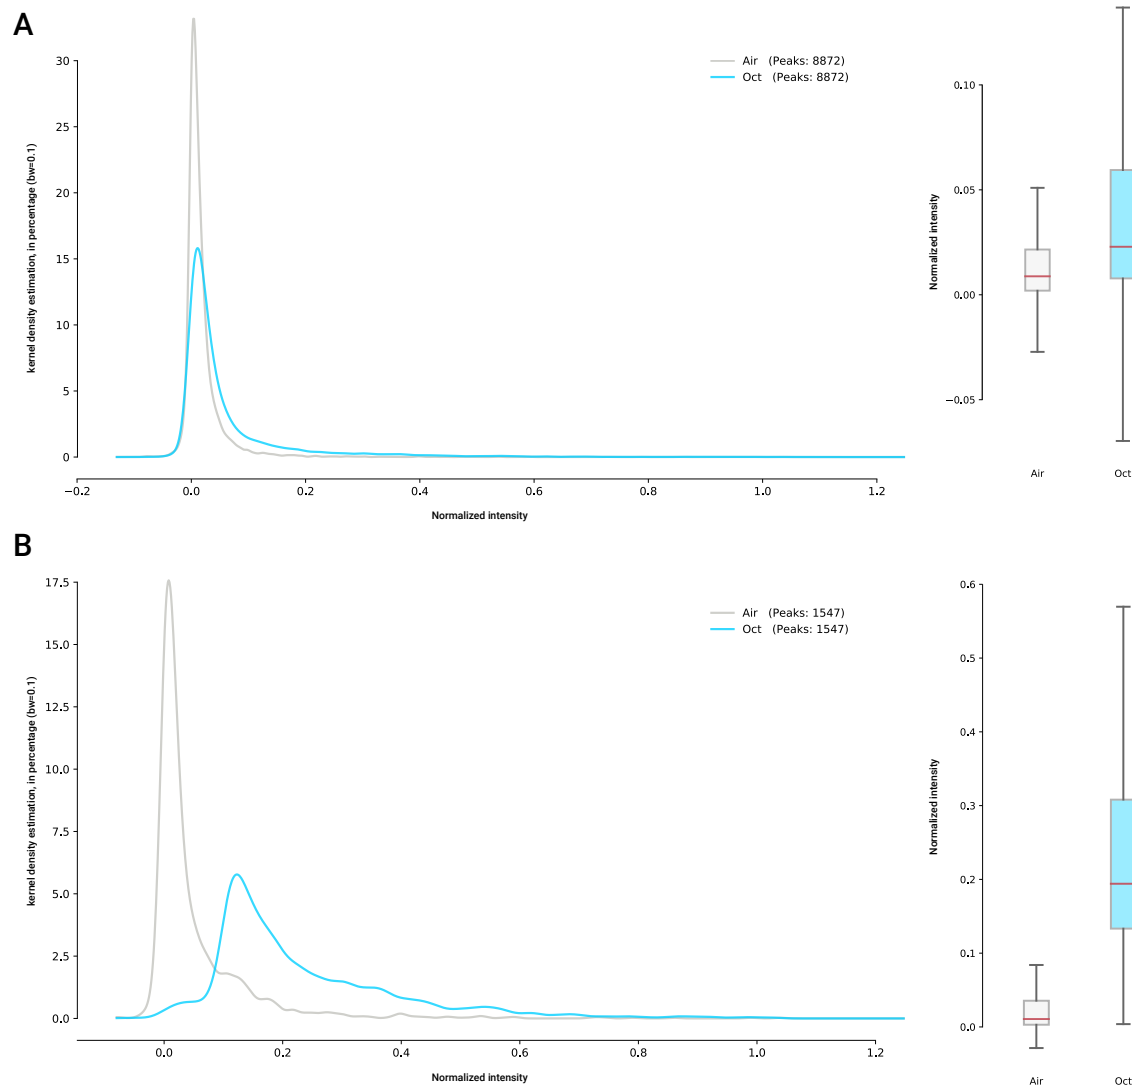 A
30
25
20
15
10
5
0
kernel density estimation, in percentage (bw=0.1)
Air (Peaks: 8872)
Oct (Peaks: 8872)
−0.2 0.0 0.2 0.4 0.6 0.8 1.0 1.2
Normalized intensity
0.10
0.05
0.00
−0.05
Normalized intensity
Air Oct
B
17.5
15.0
12.5
10.0
7.5
5.0
2.5
0.0
kernel density estimation, in percentage (bw=0.1)
Air (Peaks: 1547)
Oct (Peaks: 1547)
0.0 0.2 0.4 0.6 0.8 1.0 1.2
Normalized intensity
0.6
0.5
0.4
0.3
0.2
0.1
0.0
Normalized intensity
Air Oct